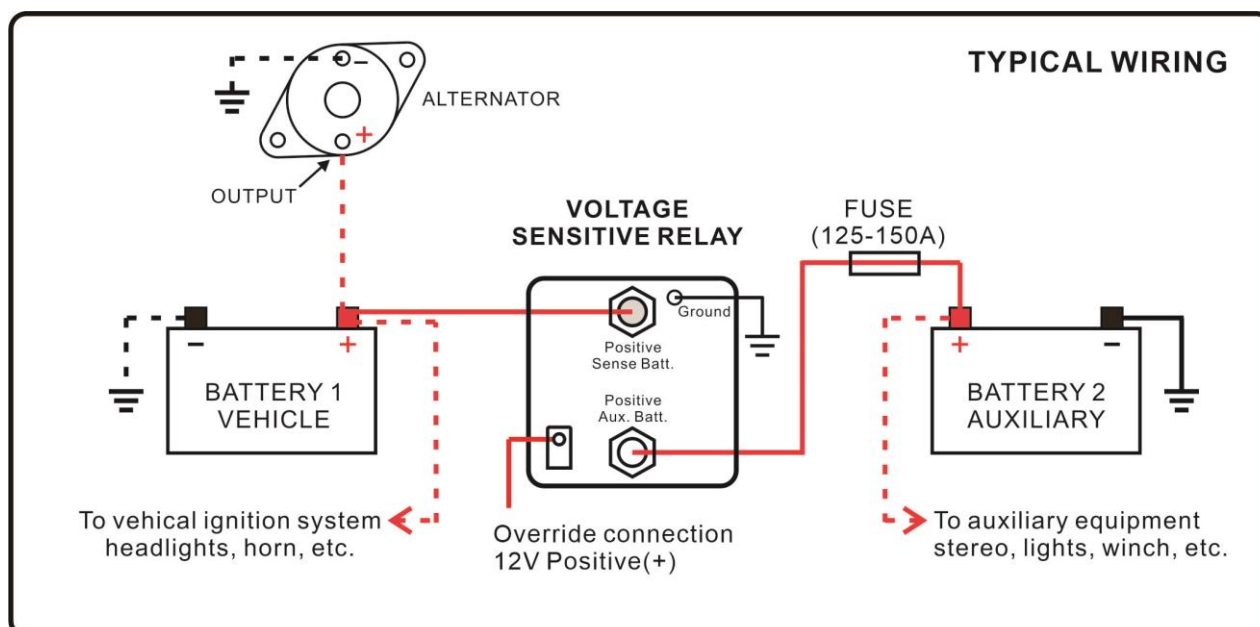 TYPICAL WIRING
−
ALTERNATOR
+
OUTPUT
VOLTAGE
SENSITIVE RELAY
FUSE
(125-150A)
Ground
Positive
Sense Batt.
Positive
Aux. Batt.
− +
BATTERY 1
VEHICLE
+ −
BATTERY 2
AUXILIARY
To vehical ignition system
headlights, horn, etc.
Override connection
12V Positive(+)
To auxiliary equipment
stereo, lights, winch, etc.